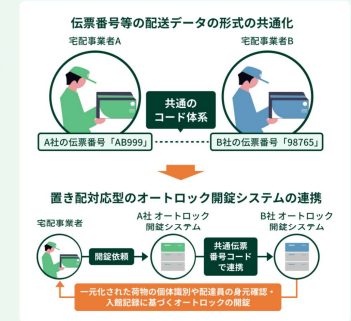 伝票番号等の配送データの形式の共通化
宅配事業者A
宅配事業者B
共通の
コード体系
A社の伝票番号「AB999」
B社の伝票番号「98765」
置き配対応型のオートロック開錠システムの連携
宅配事業者
A社 オートロック
開錠システム
B社 オートロック
開錠システム
開錠依頼
共通伝票
番号コード
で連携
一元化された荷物の個体識別や配達員の身元確認・
入館記録に基づくオートロックの開錠